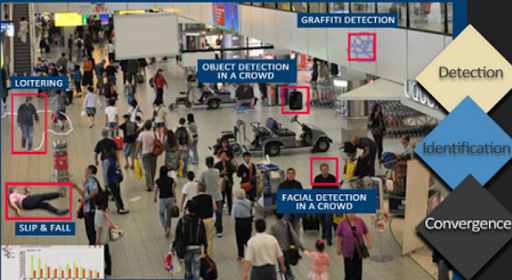 GRAFFITI DETECTION
OBJECT DETECTION
IN A CROWD
LOITERING
Detection
Identification
FACIAL DETECTION
IN A CROWD
Convergence
SLIP & FALL